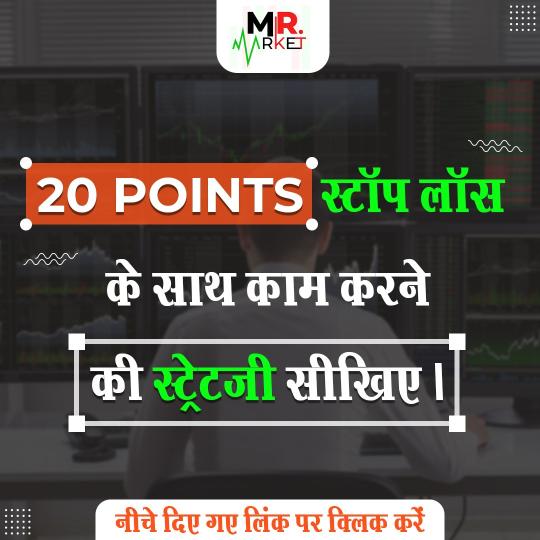 MR.
MARKET
20 POINTS स्टॉप लॉस
के साथ काम करने
की स्ट्रेटजी सीखिए।
नीचे दिए गए लिंक पर क्लिक करें